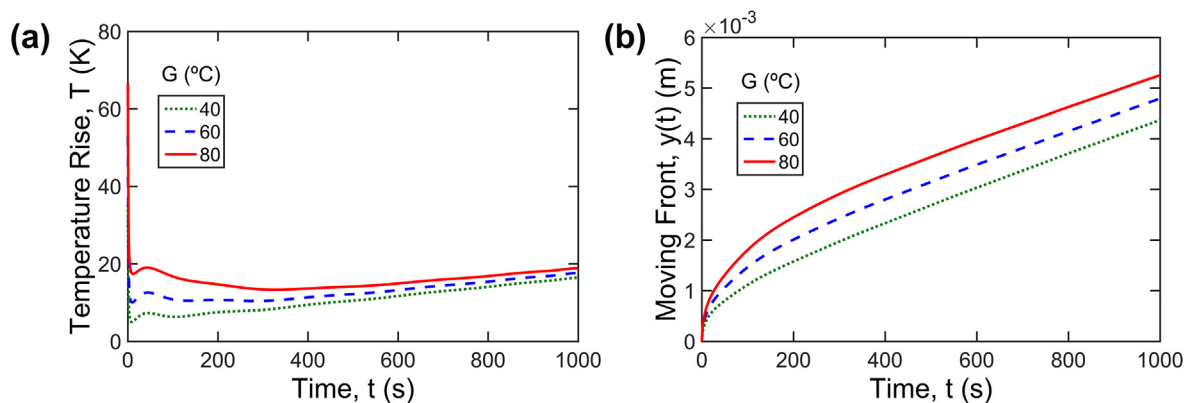 (a)
Temperature Rise, T (K)
80
60
40
20
0
G (ºC)
40
60
80
0 200 400 600 800 1000
Time, t (s)
(b)
×10⁻³
Moving Front, y(t) (m)
6
5
4
3
2
1
0
G (ºC)
40
60
80
0 200 400 600 800 1000
Time, t (s)